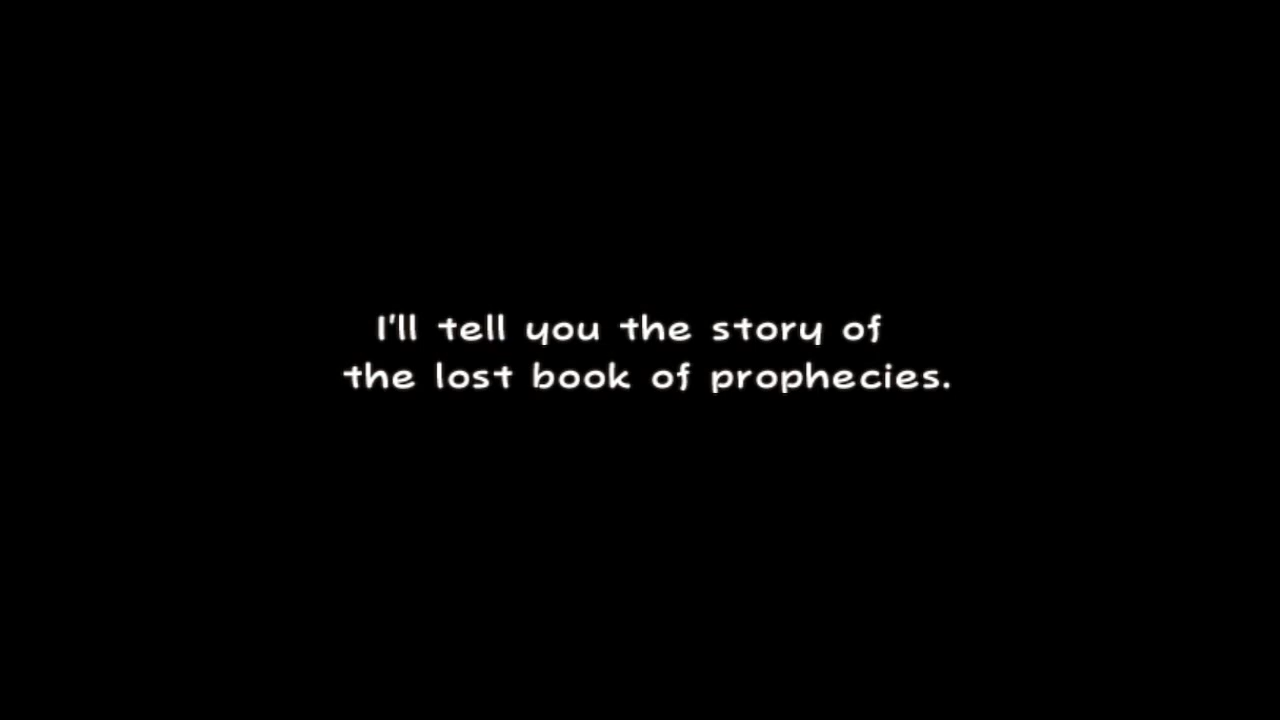 I'll tell you the story of
the lost book of prophecies.